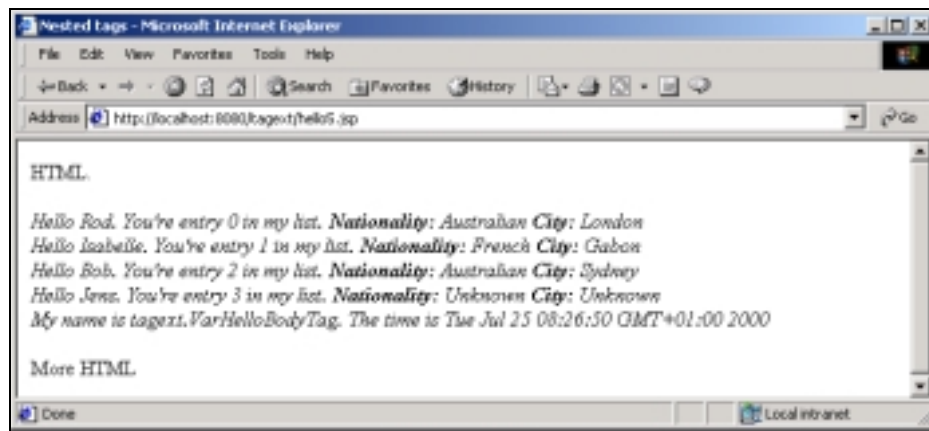 Nested tags - Microsoft Internet Explorer
File Edit View Favorites Tools Help
Back Search Favorites History
Address http://localhost:8080/tagext/hello5.jsp Go
HTML.
Hello Rod. You're entry 0 in my list. Nationality: Australian City: London
Hello Isabelle. You're entry 1 in my list. Nationality: French City: Gabon
Hello Bob. You're entry 2 in my list. Nationality: Australian City: Sydney
Hello Jens. You're entry 3 in my list. Nationality: Unknown City: Unknown
My name is tagext.VarHelloBodyTag. The time is Tue Jul 25 08:26:50 GMT+01:00 2000
More HTML
Done Local intranet